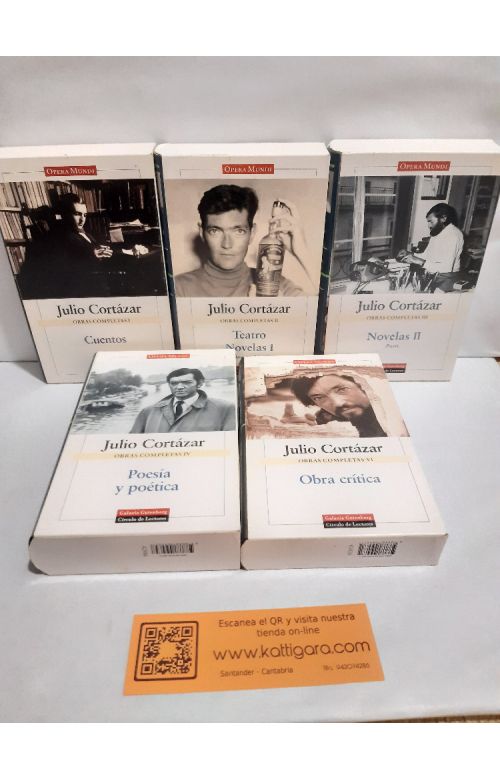 OPERA MUNDI
Julio Cortázar
OBRAS COMPLETAS I
Cuentos
OPERA MUNDI
Julio Cortázar
OBRAS COMPLETAS II
Teatro
Novelas I
OPERA MUNDI
Julio Cortázar
OBRAS COMPLETAS III
Novelas II
OPERA MUNDI
Julio Cortázar
OBRAS COMPLETAS IV
Poesía
y poética
Galaxia Gutenberg
Círculo de Lectores
Julio Cortázar
OBRAS COMPLETAS VI
Obra crítica
Galaxia Gutenberg
Círculo de Lectores
Escanea el QR y visita nuestra
tienda on-line
www.kattigara.com
Santander - Cantabria